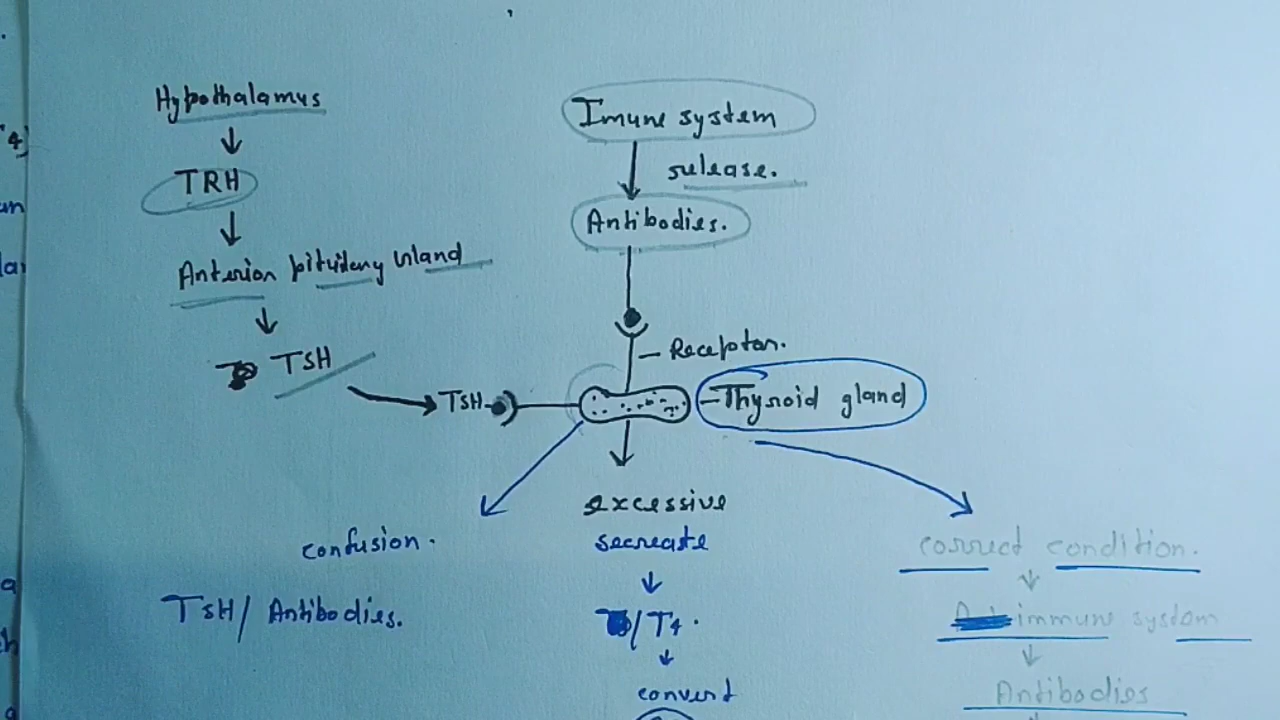 Hypothalamus
TRH
Anterior pituitary Gland
TSH
Imune system
release.
Antibodies.
Receptor.
TSH
Thyroid gland
excessive
secreate
/T4.
convert
confusion.
TSH/ Antibodies.
correct condition.
immune system
Antibodies